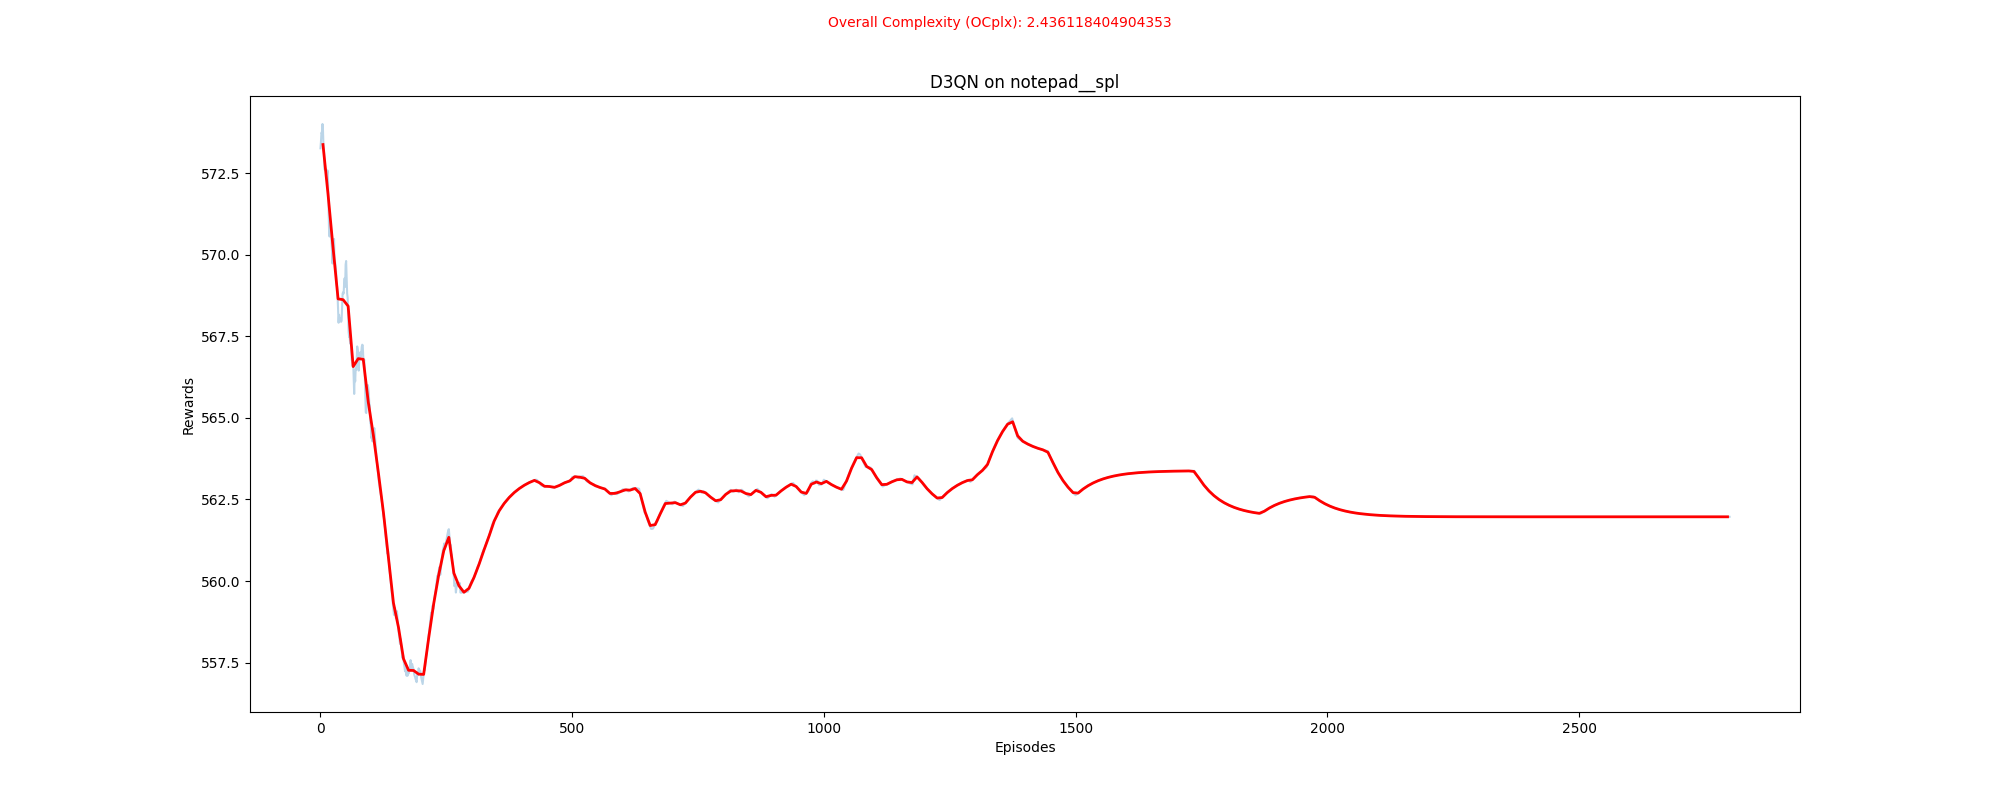 Overall Complexity (OCplx): 2.436118404904353
D3QN on notepad__spl
572.5
570.0
567.5
565.0
562.5
560.0
557.5
Rewards
0 500 1000 1500 2000 2500
Episodes